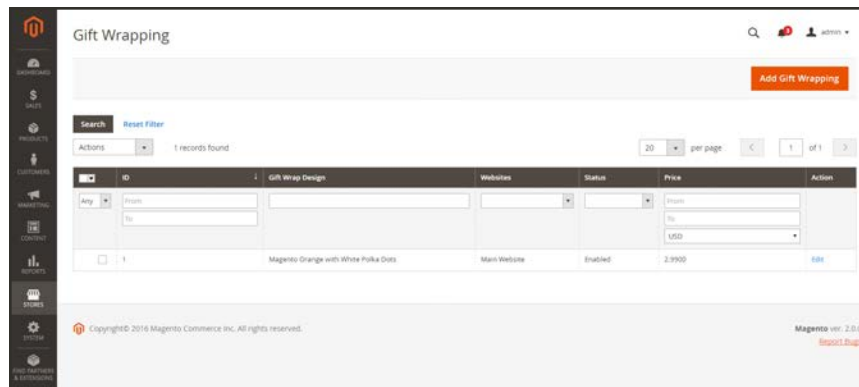 Gift Wrapping
3
admin
DASHBOARD
SALES
PRODUCTS
CUSTOMERS
MARKETING
CONTENT
REPORTS
STORES
SYSTEM
FIND PARTNERS
& EXTENSIONS
Add Gift Wrapping
Search Reset Filter
Actions 1 records found 20 per page 1 of 1
ID Gift Wrap Design Websites Status Price Action
Any From From
To To
USD
1 Magento Orange with White Polka Dots Main Website Enabled 2.9900 Edit
Copyright© 2016 Magento Commerce Inc. All rights reserved.
Magento ver. 2.0.
Report Bugs